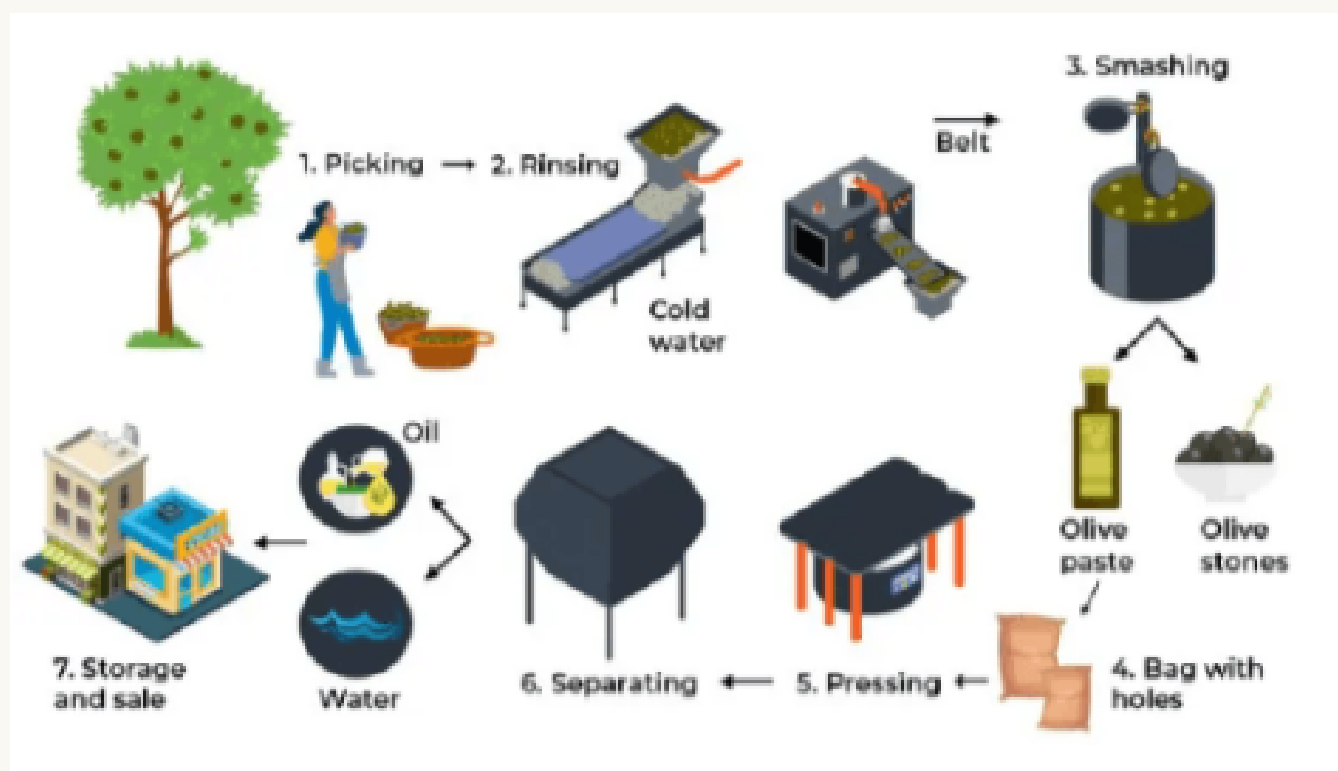 1. Picking
2. Rinsing
Cold
water
Belt
3. Smashing
Olive
paste
Olive
stones
4. Bag with
holes
5. Pressing
6. Separating
Oil
Water
7. Storage
and sale